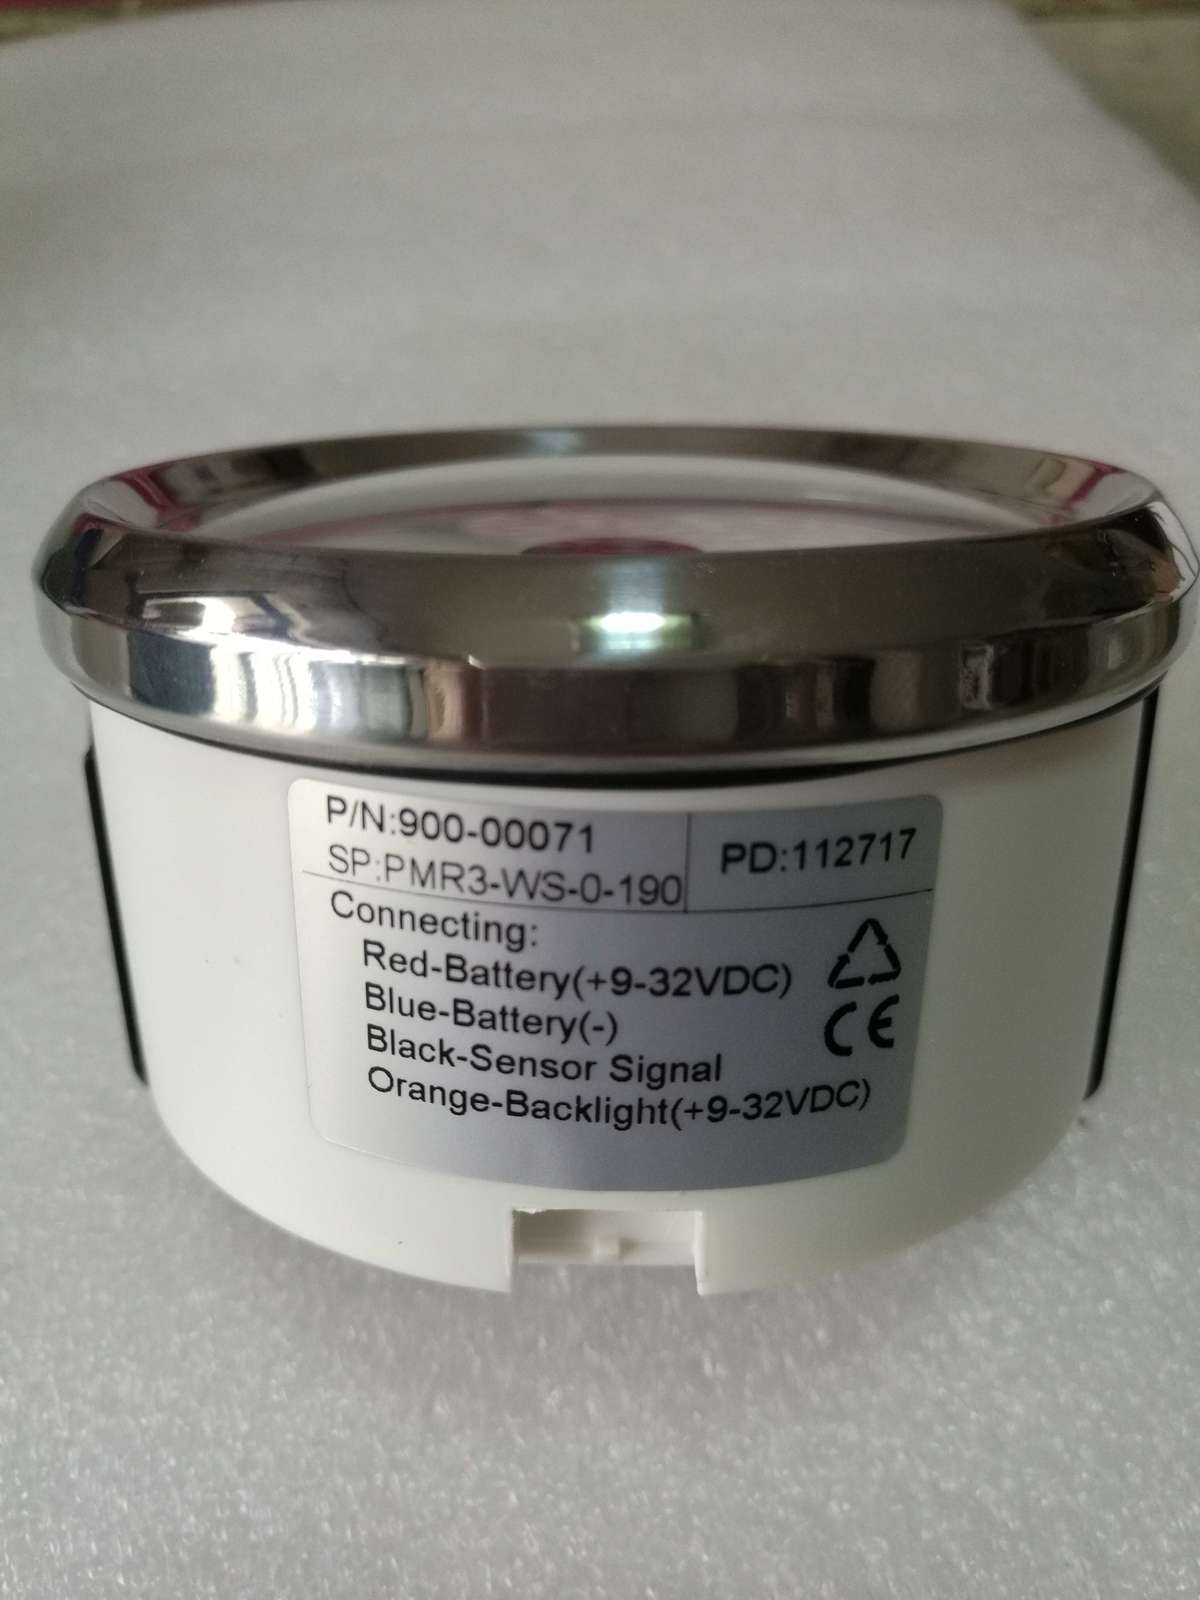 P/N:900-00071
SP:PMR3-WS-0-190
PD:112717
Connecting:
Red-Battery(+9-32VDC)
Blue-Battery(-)
Black-Sensor Signal
Orange-Backlight(+9-32VDC)
CE